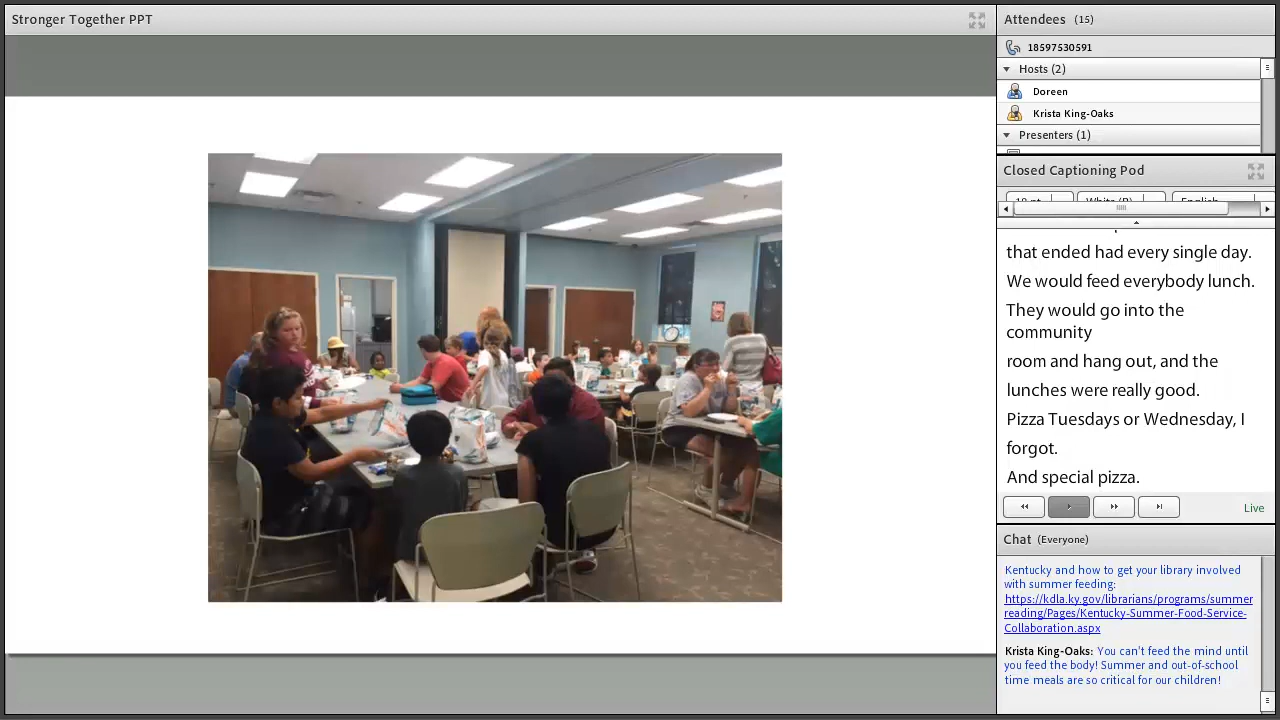 Stronger Together PPT
Attendees (15)
18597530591
Hosts (2)
Doreen
Krista King-Oaks
Presenters (1)
Closed Captioning Pod
that ended had every single day.
We would feed everybody lunch.
They would go into the
community
room and hang out, and the
lunches were really good.
Pizza Tuesdays or Wednesday, I
forgot.
And special pizza.
Live
Chat (Everyone)
Kentucky and how to get your library involved
with summer feeding:
https://kdla.ky.gov/librarians/programs/summer
reading/Pages/Kentucky-Summer-Food-Service-
Collaboration.aspx
Krista King-Oaks: You can't feed the mind until
you feed the body! Summer and out-of-school
time meals are so critical for our children!